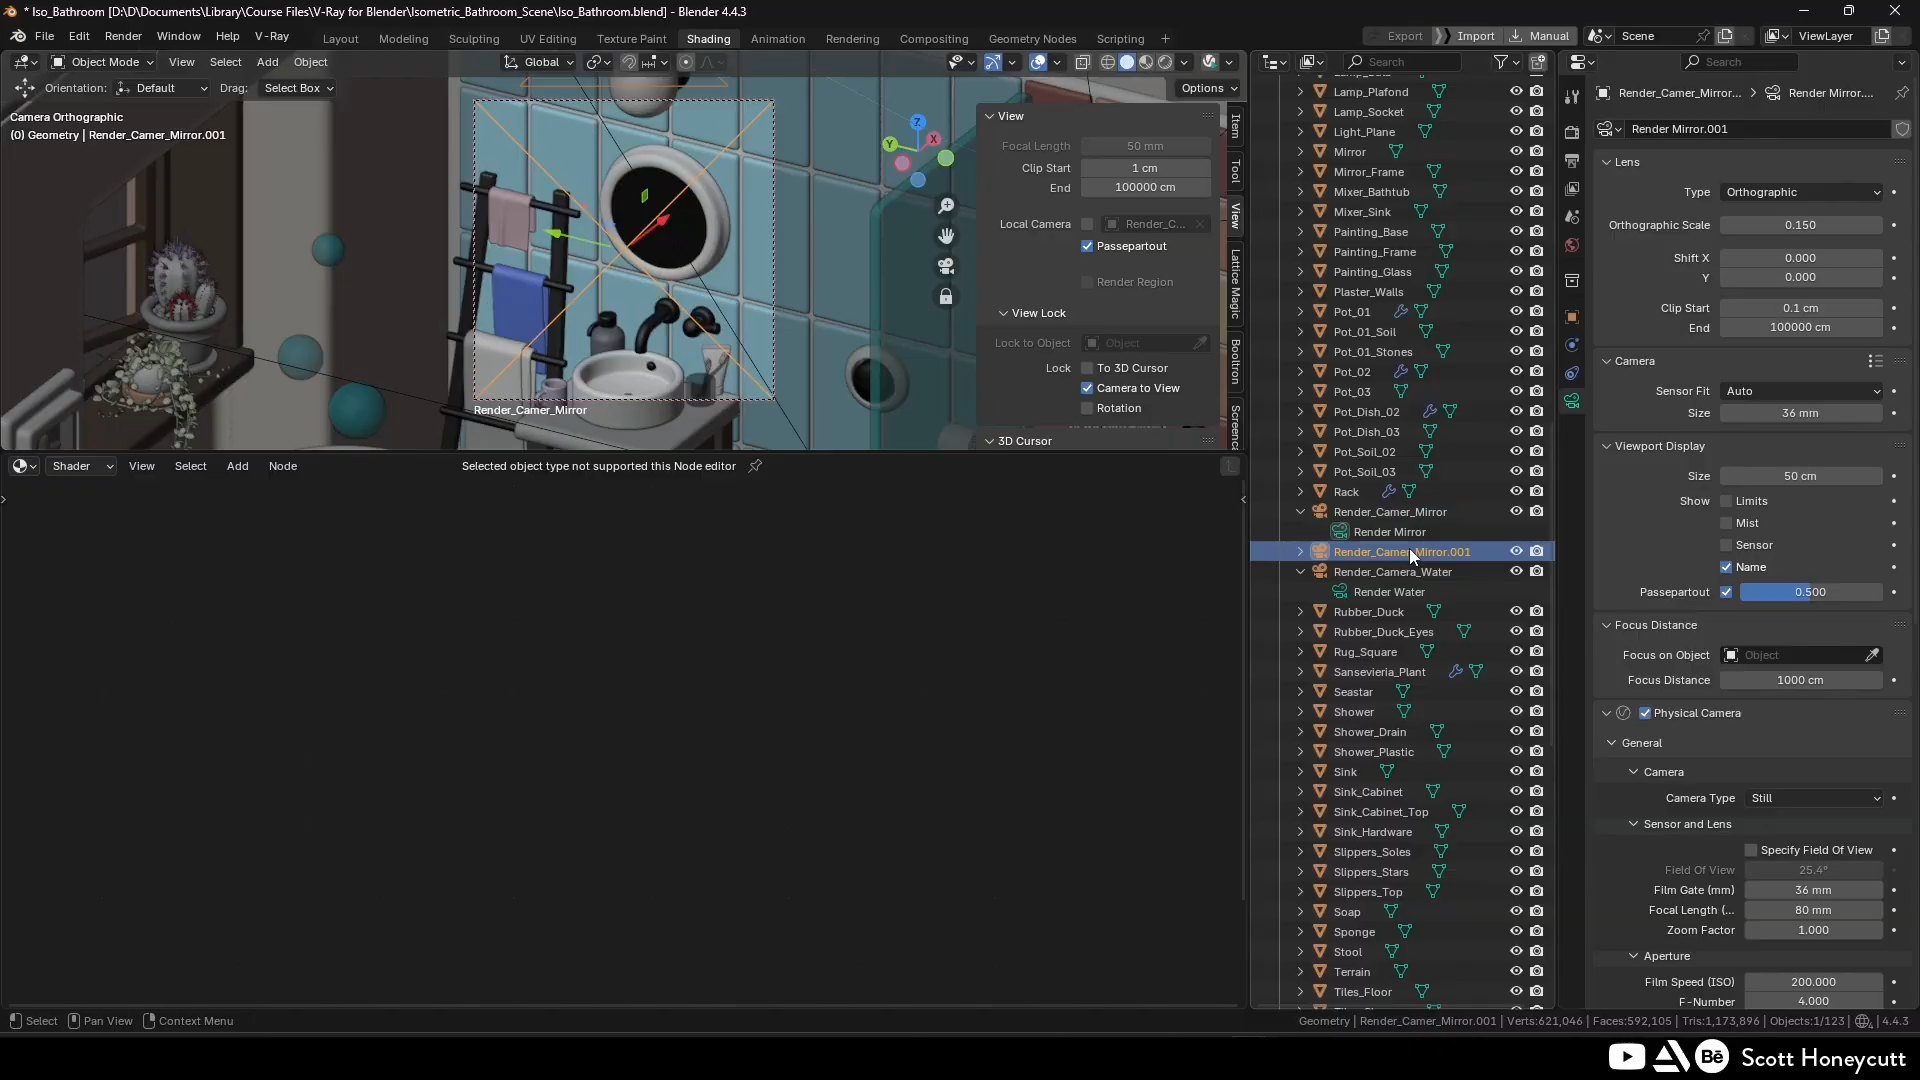 * Iso_Bathroom [D:\D\Documents\Library\Course Files\V-Ray for Blender\Isometric_Bathroom_Scene\Iso_Bathroom.blend] - Blender 4.4.3
File Edit Render Window Help V-Ray Layout Modeling Sculpting UV Editing Texture Paint Shading Animation Rendering Compositing Geometry Nodes Scripting + Export Import Manual Scene ViewLayer
Object Mode View Select Add Object Global Search Search
Orientation: Default Drag: Select Box Options
Camera Orthographic
(0) Geometry | Render_Camer_Mirror.001
Z
X
Y
Render_Camer_Mirror
View
Focal Length 50 mm
Clip Start 1 cm
End 100000 cm
Local Camera Render_C...
Passepartout
Render Region
View Lock
Lock to Object Object
Lock To 3D Cursor
Camera to View
Rotation
3D Cursor
Item
Tool
View
Lattice Magic
Booltron
Screenc
Shader View Select Add Node Selected object type not supported this Node editor
Lamp_Plafond
Lamp_Socket
Light_Plane
Mirror
Mirror_Frame
Mixer_Bathtub
Mixer_Sink
Painting_Base
Painting_Frame
Painting_Glass
Plaster_Walls
Pot_01
Pot_01_Soil
Pot_01_Stones
Pot_02
Pot_03
Pot_Dish_02
Pot_Dish_03
Pot_Soil_02
Pot_Soil_03
Rack
Render_Camer_Mirror
Render Mirror
Render_Camer_Mirror.001
Render_Camera_Water
Render Water
Rubber_Duck
Rubber_Duck_Eyes
Rug_Square
Sansevieria_Plant
Seastar
Shower
Shower_Drain
Shower_Plastic
Sink
Sink_Cabinet
Sink_Cabinet_Top
Sink_Hardware
Slippers_Soles
Slippers_Stars
Slippers_Top
Soap
Sponge
Stool
Terrain
Tiles_Floor
Render_Camer_Mirror... > Render Mirror....
Render Mirror.001
Lens
Type Orthographic
Orthographic Scale 0.150
Shift X 0.000
Y 0.000
Clip Start 0.1 cm
End 100000 cm
Camera
Sensor Fit Auto
Size 36 mm
Viewport Display
Size 50 cm
Show Limits
Mist
Sensor
Name
Passepartout 0.500
Focus Distance
Focus on Object Object
Focus Distance 1000 cm
Physical Camera
General
Camera
Camera Type Still
Sensor and Lens
Specify Field Of View
Field Of View 25.4°
Film Gate (mm) 36 mm
Focal Length (... 80 mm
Zoom Factor 1.000
Aperture
Film Speed (ISO) 200.000
F-Number 4.000
Select Pan View Context Menu Geometry | Render_Camer_Mirror.001 | Verts:621,046 | Faces:592,105 | Tris:1,173,896 | Objects:1/123 | 4.4.3
Bē Scott Honeycutt